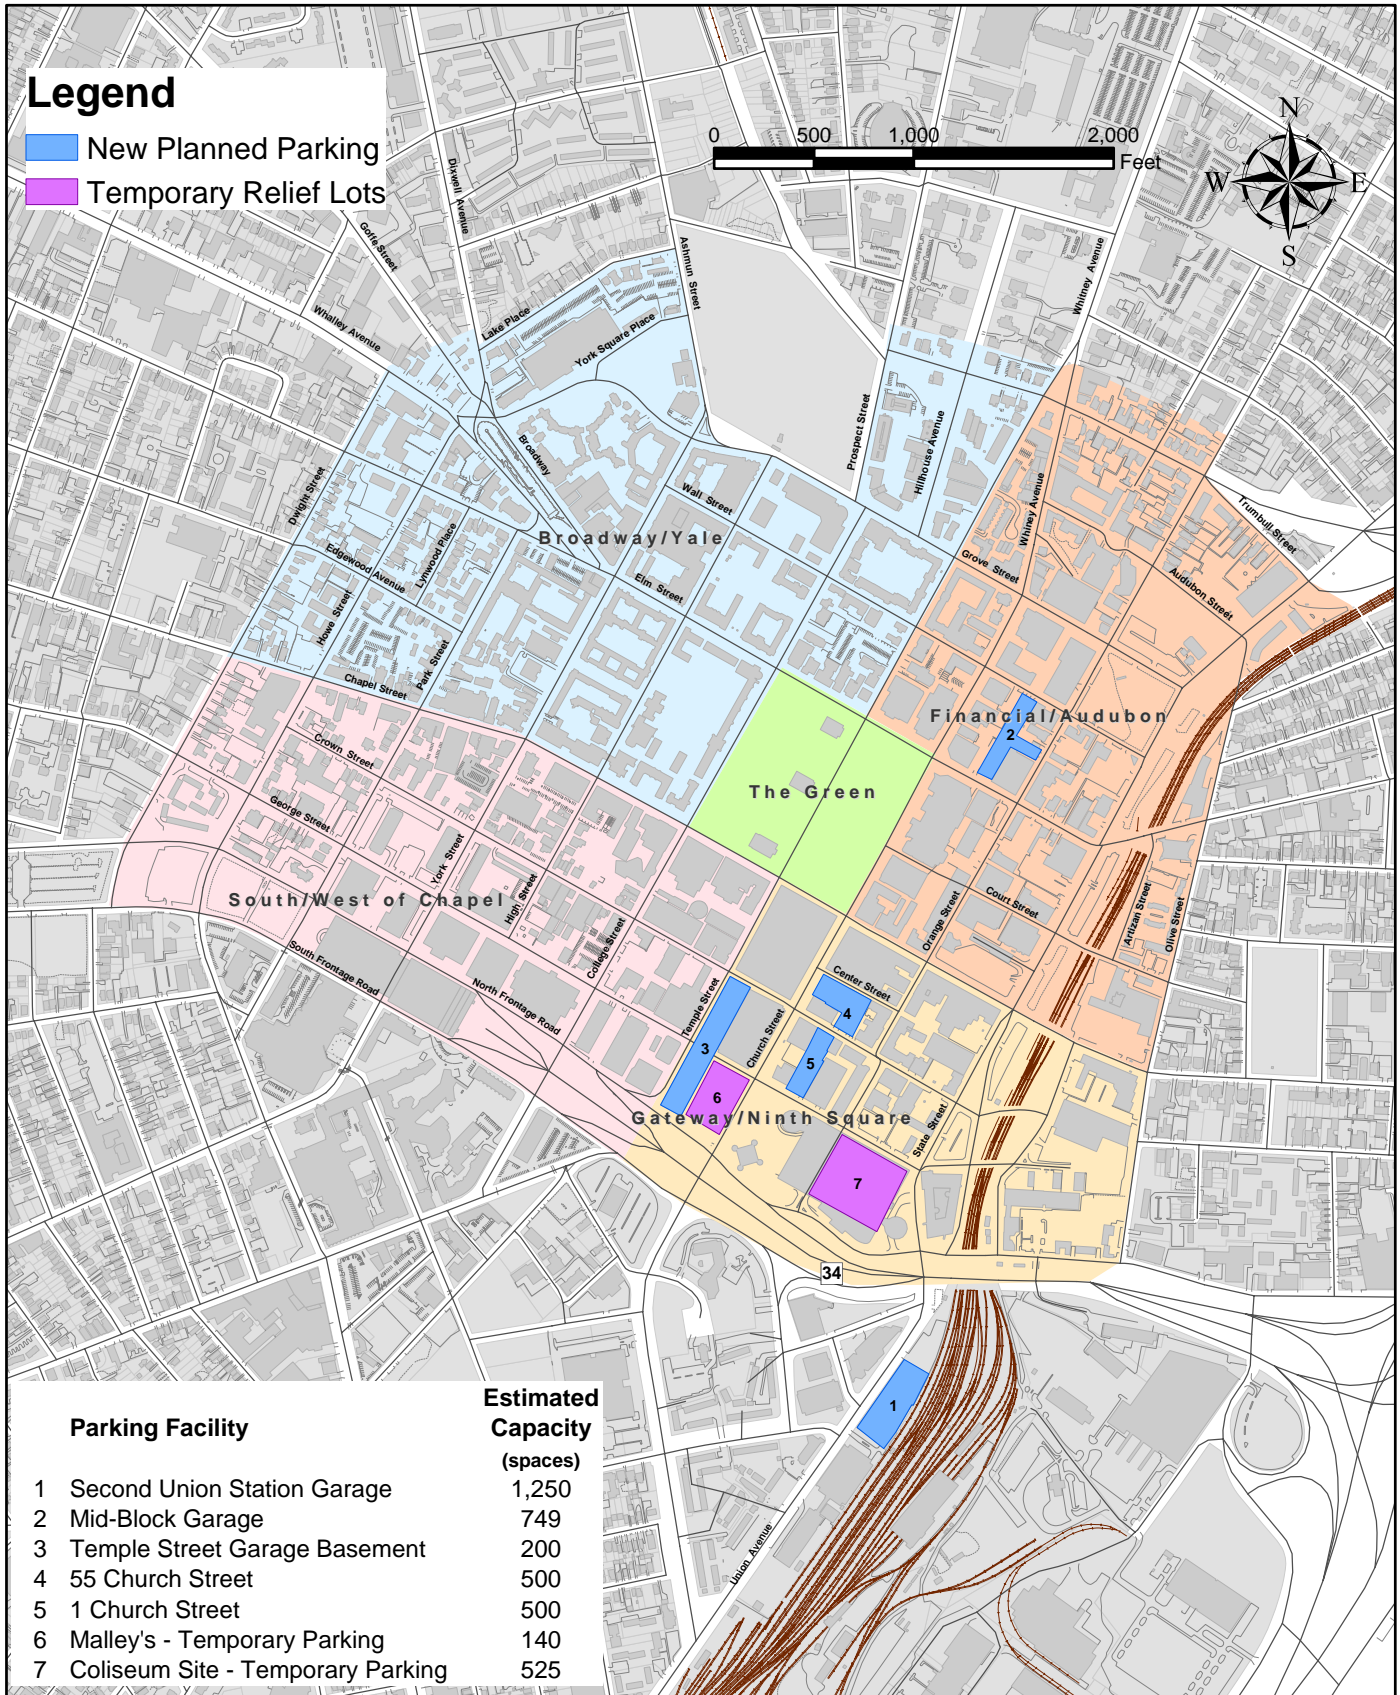 Legend
New Planned Parking
Temporary Relief Lots
0 500 1,000 2,000
Feet
N
W E
S
Dixwell Avenue
Goffe Street
Whalley Avenue
Ashmun Street
Lake Place
York Square Place
Whitney Avenue
Prospect Street
Hillhouse Avenue
Broadway
Dwight Street
Wall Street
Whiney Avenue
Trumbull Street
Broadway/Yale
Lynwood Place
Edgewood Avenue
Elm Street
Grove Street
Audubon Street
Howe Street
Park Street
Chapel Street
Financial/Audubon
2
Crown Street
The Green
George Street
York Street
South/West of Chapel
High Street
College Street
Orange Street
Court Street
Artizan Street
Olive Street
South Frontage Road
North Frontage Road
Temple Street
Center Street
Church Street
4
3
5
6
Gateway/Ninth Square
State Street
7
34
1
Union Avenue
Parking Facility Estimated Capacity (spaces)
1 Second Union Station Garage 1,250
2 Mid-Block Garage 749
3 Temple Street Garage Basement 200
4 55 Church Street 500
5 1 Church Street 500
6 Malley's - Temporary Parking 140
7 Coliseum Site - Temporary Parking 525